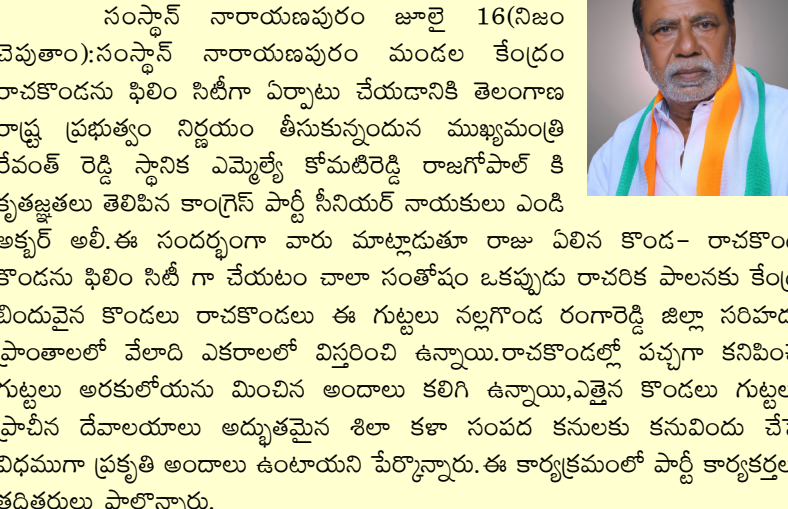 సంస్థాన్ నారాయణపురం జూలై 16(నిజం
చెపుతాం):సంస్థాన్ నారాయణపురం మండల కేంద్రం
రాచకొండను ఫిలిం సిటీగా ఏర్పాటు చేయడానికి తెలంగాణ
రాష్ట్ర ప్రభుత్వం నిర్ణయం తీసుకున్నందున ముఖ్యమంత్రి
రేవంత్ రెడ్డి స్థానిక ఎమ్మెల్యే కోమటిరెడ్డి రాజగోపాల్ కి
కృతజ్ఞతలు తెలిపిన కాంగ్రెస్ పార్టీ సీనియర్ నాయకులు ఎండి
అక్బర్ అలీ.ఈ సందర్భంగా వారు మాట్లాడుతూ రాజు ఏలిన కొండ– రాచకొండ
కొండను ఫిలిం సిటీ గా చేయటం చాలా సంతోషం ఒకప్పుడు రాచరిక పాలనకు కేంద్ర
బిందువైన కొండలు రాచకొండలు ఈ గుట్టలు నల్లగొండ రంగారెడ్డి జిల్లా సరిహద్దు
ప్రాంతాలలో వేలాది ఎకరాలలో విస్తరించి ఉన్నాయి.రాచకొండల్లో పచ్చగా కనిపించే
గుట్టలు అరకులోయను మించిన అందాలు కలిగి ఉన్నాయి,ఎత్తైన కొండలు గుట్టలు
ప్రాచీన దేవాలయాలు అద్భుతమైన శిలా కళా సంపద కనులకు కనువిందు చేసే
విధముగా ప్రకృతి అందాలు ఉంటాయని పేర్కొన్నారు.ఈ కార్యక్రమంలో పార్టీ కార్యకర్తలు
తదితరులు పాల్గొన్నారు.